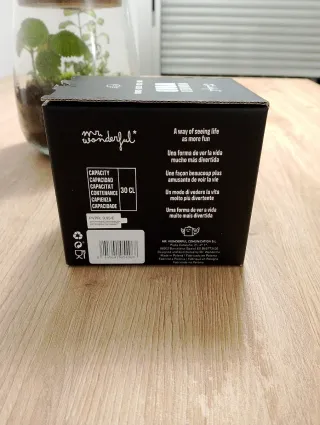 mr.
wonderful*
A way of seeing life
as more fun
Una forma de ver la vida
mucho más divertida
Une façon beaucoup plus
amusante de voir la vie
Un modo di vedere la vita
molto più divertente
Uma forma de ver a vida
muito mais divertida
CAPACITY
CAPACIDAD
CAPACITAT
CONTENANCE
CAPIENZA
CAPACIDADE
30 CL
MR. WONDERFUL COMUNICATION S.L.